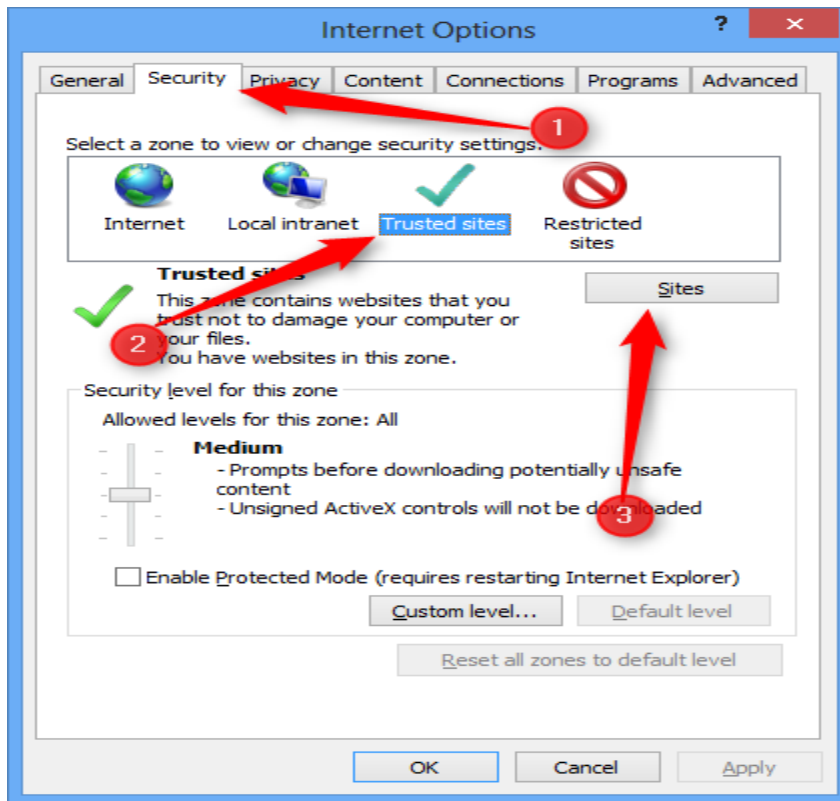 Internet Options
?
×
General Security Privacy Content Connections Programs Advanced
1
Select a zone to view or change security settings.
Internet Local intranet Trusted sites Restricted sites
Trusted sites
Sites
This zone contains websites that you
trust not to damage your computer or
your files.
2
You have websites in this zone.
Security level for this zone
Allowed levels for this zone: All
Medium
- Prompts before downloading potentially unsafe
content
- Unsigned ActiveX controls will not be downloaded
3
Enable Protected Mode (requires restarting Internet Explorer)
Custom level... Default level
Reset all zones to default level
OK Cancel Apply